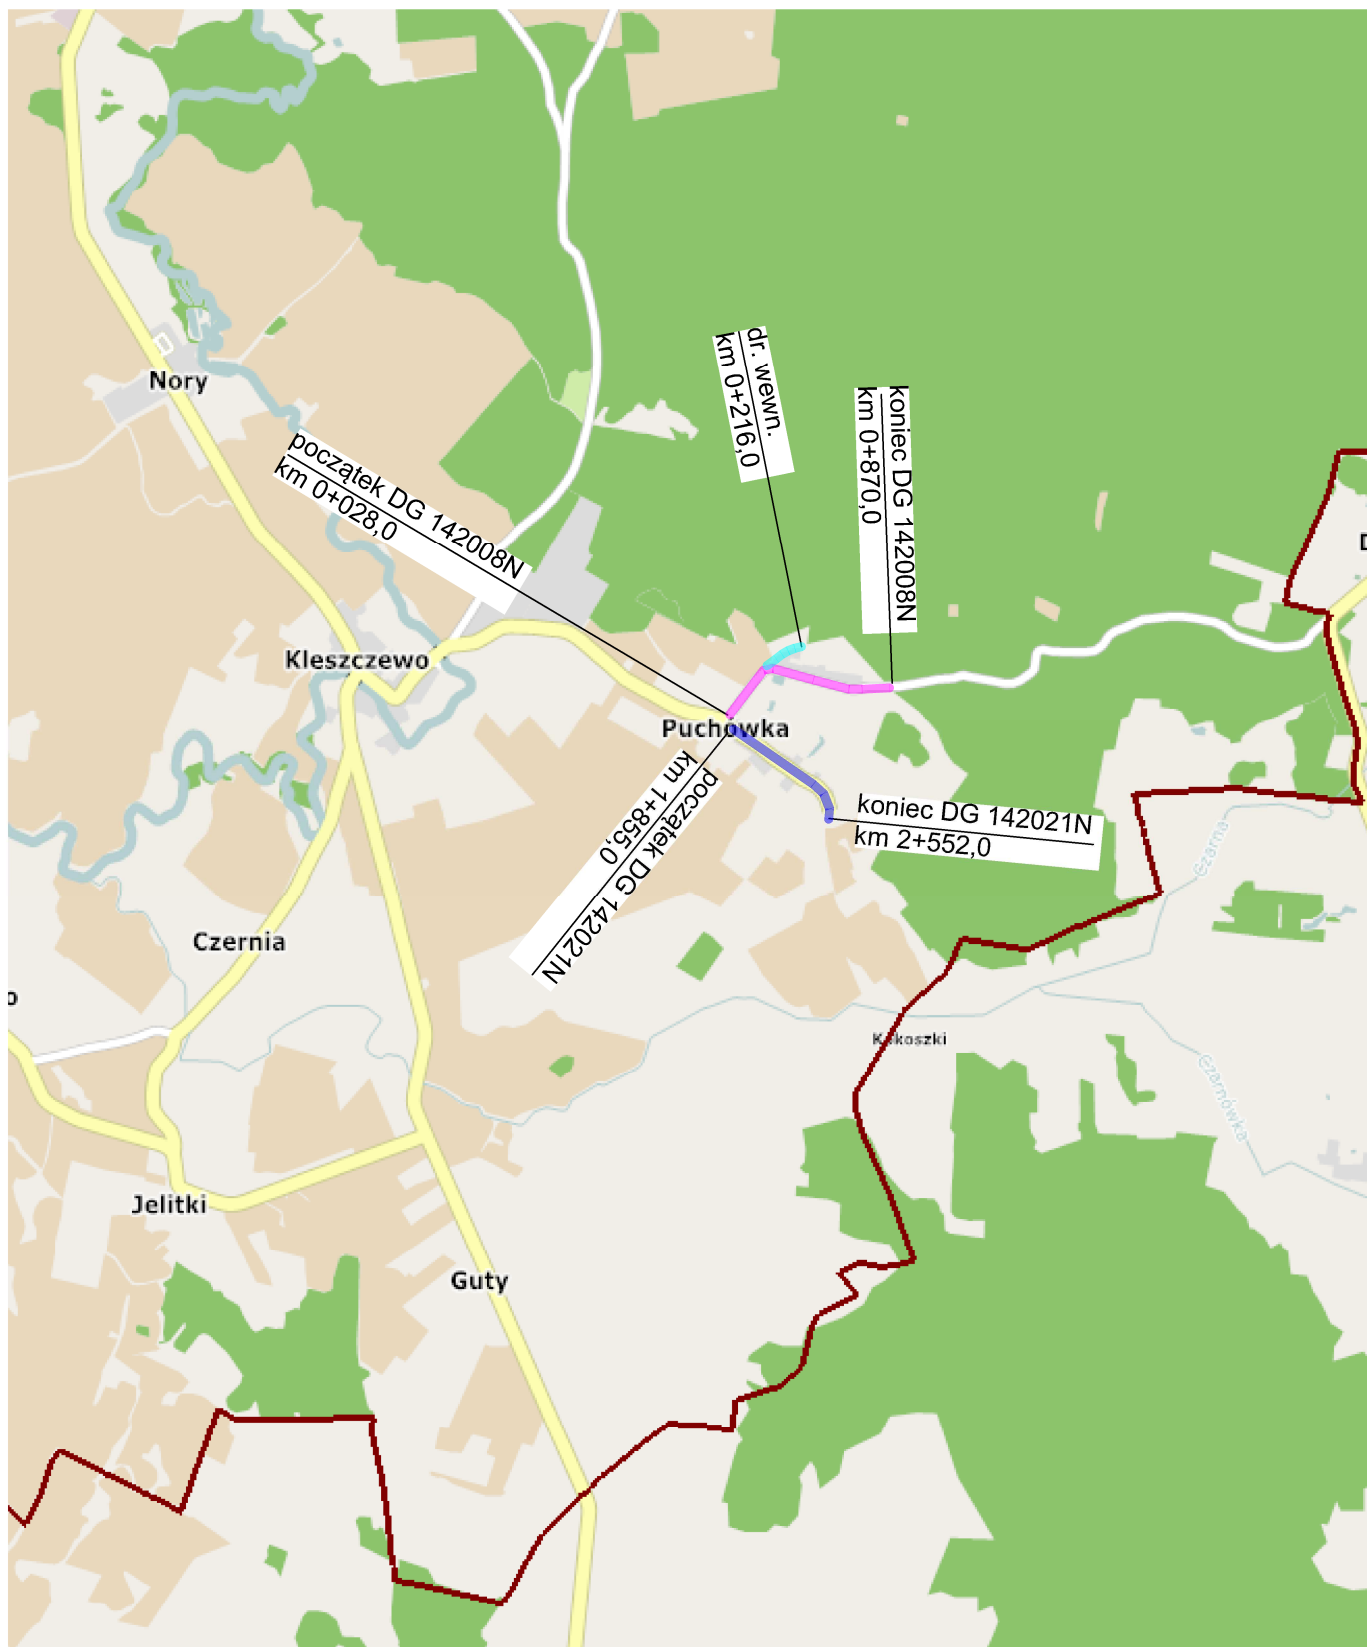 Nory
dr. wewn.
km 0+216,0
koniec DG 142008N
km 0+870,0
początek DG 142008N
km 0+028,0
Kleszczewo
Puchówka
początek DG 142021N
km 1+855,0
koniec DG 142021N
km 2+552,0
Czarna
Czernia
o
Czarnówka
Jelitki
Guty